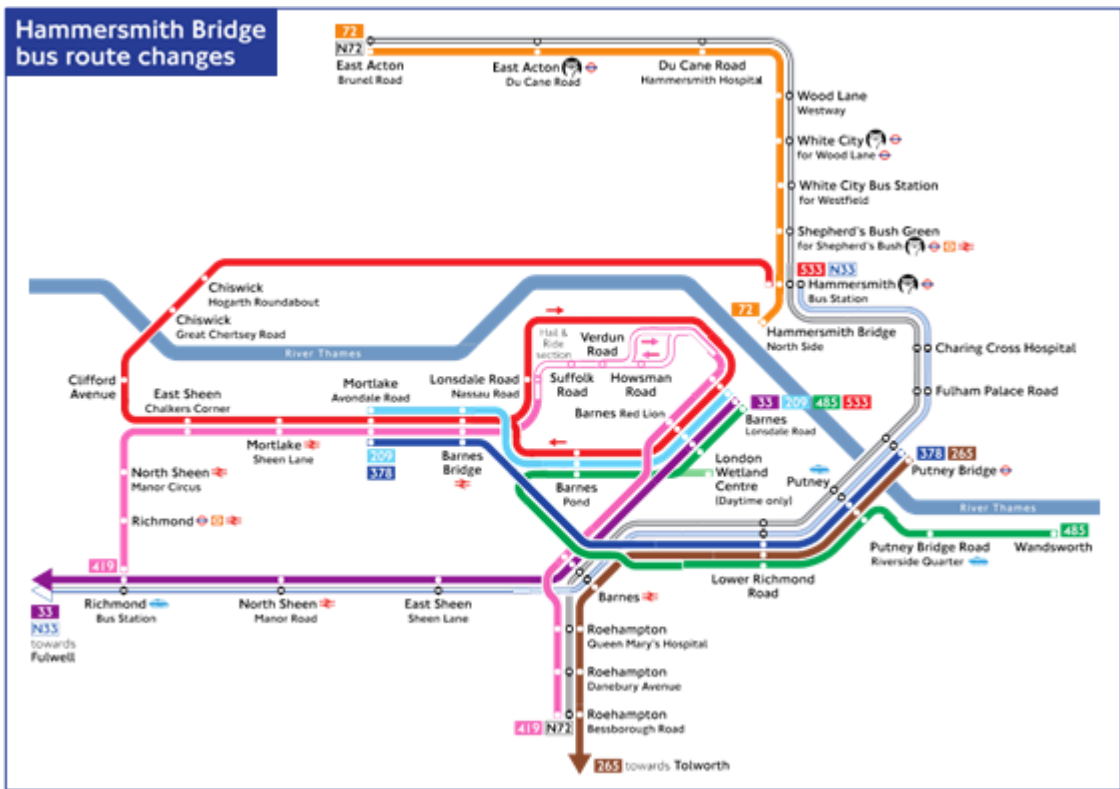 Hammersmith Bridge
bus route changes
72
N72
East Acton
Brunel Road
East Acton
Du Cane Road
Du Cane Road
Hammersmith Hospital
Wood Lane
Westway
White City
for Wood Lane
White City Bus Station
for Westfield
Shepherd's Bush Green
for Shepherd's Bush
533 N33
Hammersmith
Bus Station
72
Hammersmith Bridge
North Side
Chiswick
Hogarth Roundabout
Chiswick
Great Chertsey Road
River Thames
Hail &
Ride
section
Verdun
Road
Suffolk
Road
Howsman
Road
Charing Cross Hospital
Fulham Palace Road
Clifford
Avenue
East Sheen
Chalkers Corner
Mortlake
Avondale Road
Lonsdale Road
Nassau Road
Barnes Red Lion
33 209 485 533
Barnes
Lonsdale Road
Mortlake
Sheen Lane
209
378
Barnes
Bridge
Barnes
Pond
London
Wetland
Centre
(Daytime only)
Putney
378 265
Putney Bridge
River Thames
North Sheen
Manor Circus
Richmond
419
485
Putney Bridge Road
Riverside Quarter
Wandsworth
Lower Richmond
Road
33
N33
towards
Fulwell
Richmond
Bus Station
North Sheen
Manor Road
East Sheen
Sheen Lane
Barnes
Roehampton
Queen Mary's Hospital
Roehampton
Danebury Avenue
419 N72
Roehampton
Bessborough Road
265 towards Tolworth